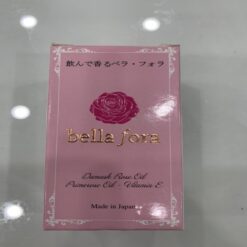 飲んで香るベラ・フォラ
bella fora
Damask Rose Oil
Primrose Oil - Vitamin E
Made in Japan